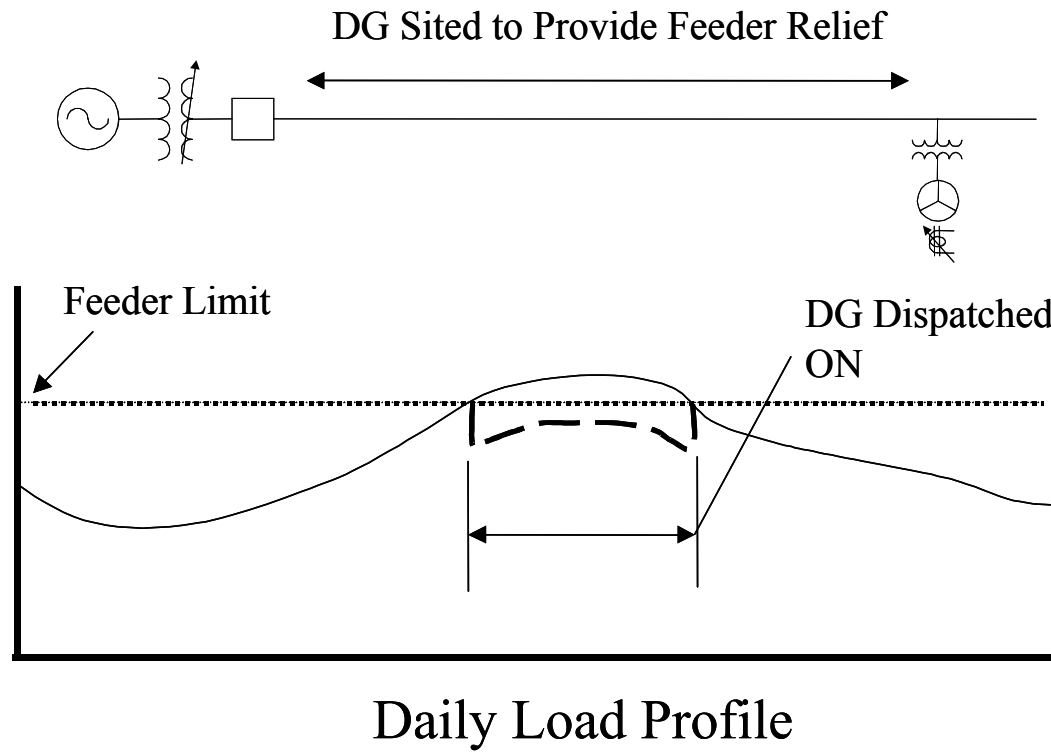 DG Sited to Provide Feeder Relief
Feeder Limit
DG Dispatched
ON
Daily Load Profile